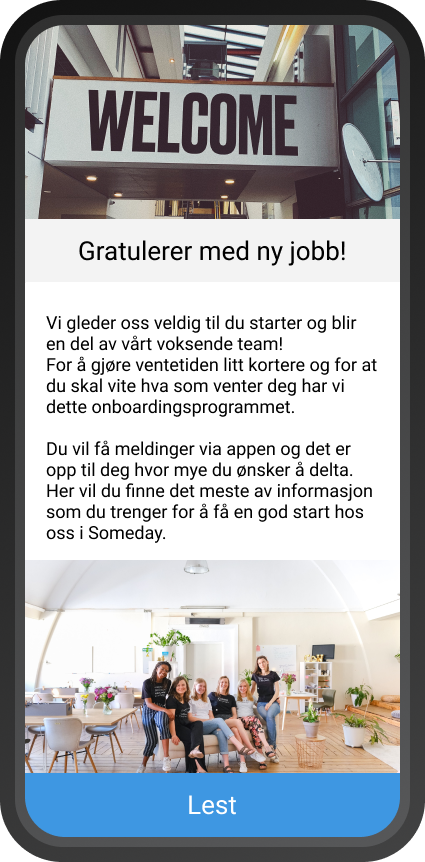 WELCOME
Gratulerer med ny jobb!
Vi gleder oss veldig til du starter og blir
en del av vårt voksende team!
For å gjøre ventetiden litt kortere og for at
du skal vite hva som venter deg har vi
dette onboardingsprogrammet.
Du vil få meldinger via appen og det er
opp til deg hvor mye du ønsker å delta.
Her vil du finne det meste av informasjon
som du trenger for å få en god start hos
oss i Someday.
Lest